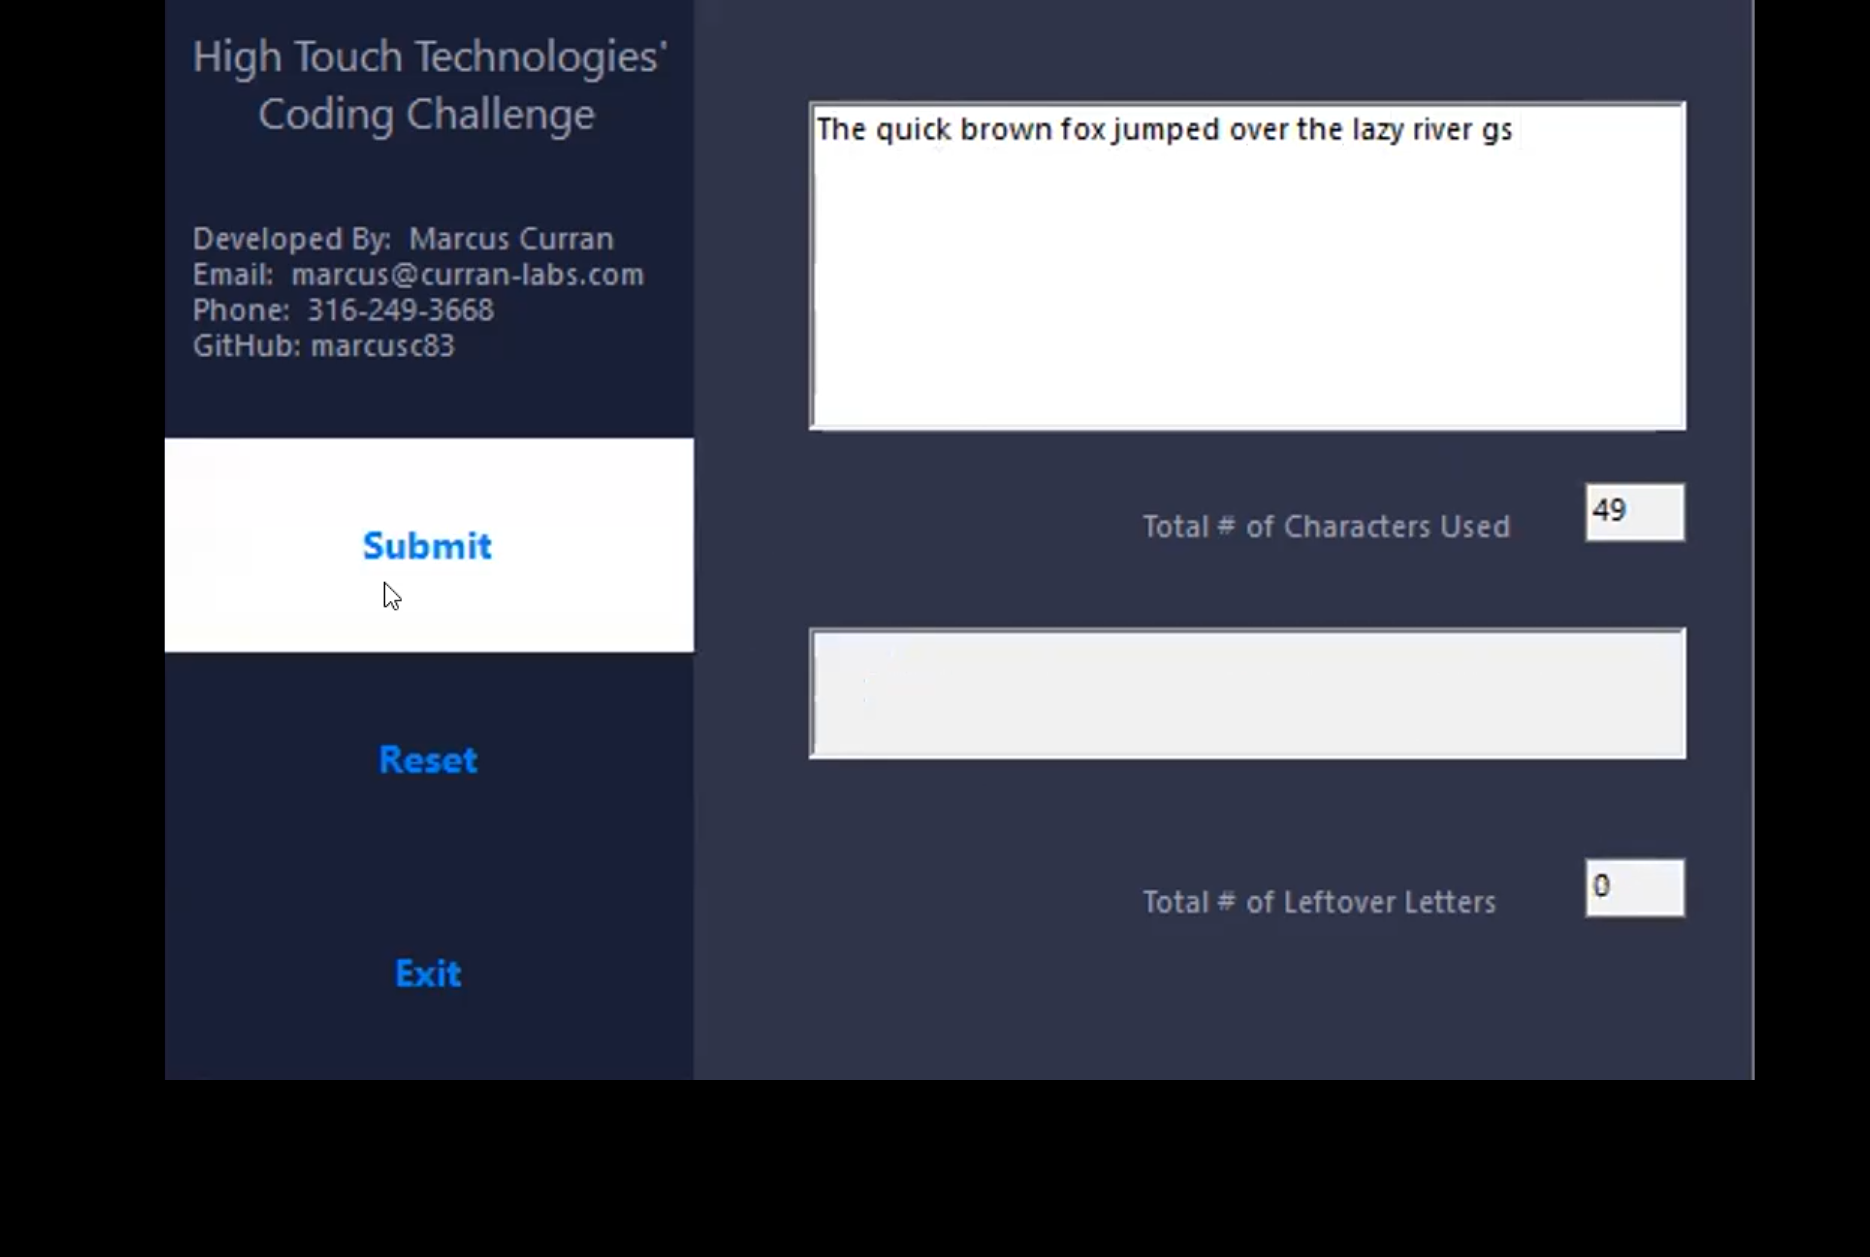 High Touch Technologies'
Coding Challenge
Developed By: Marcus Curran
Email: marcus@curran-labs.com
Phone: 316-249-3668
GitHub: marcusc83
Submit
Reset
Exit
The quick brown fox jumped over the lazy river gs
Total # of Characters Used
49
Total # of Leftover Letters
0